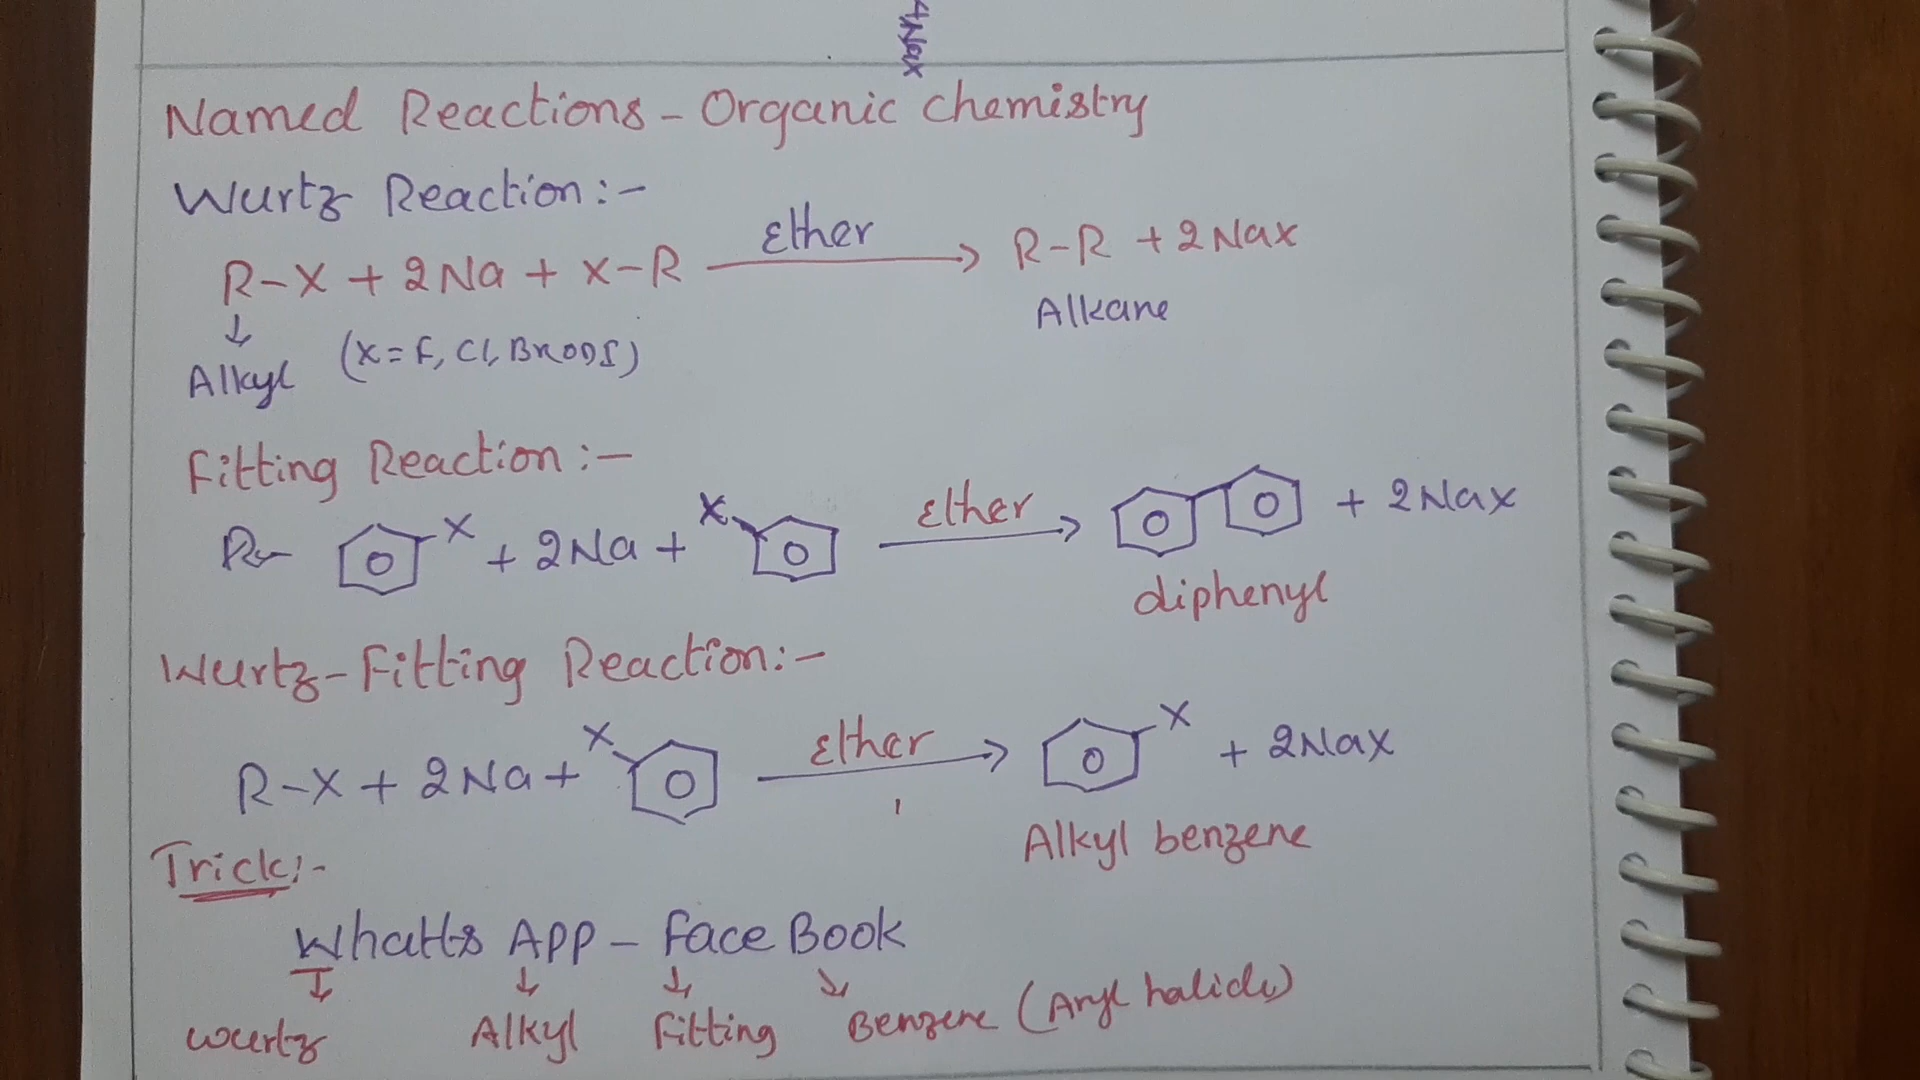 4Nax
Named Reactions - Organic chemistry
Wurtz Reaction :-
R-X + 2Na + X-R Ether R-R + 2Nax
Alkyl (X = F, Cl, Br or I) Alkane
Fitting Reaction :-
X + 2Na + X Ether + 2Nax
diphenyl
Wurtz-Fitting Reaction :-
R-X + 2Na + X Ether X + 2Nax
Alkyl benzene
Trick:-
Whatts APP - Face Book
Wurtz Alkyl Fitting Benzene (Aryl halide)